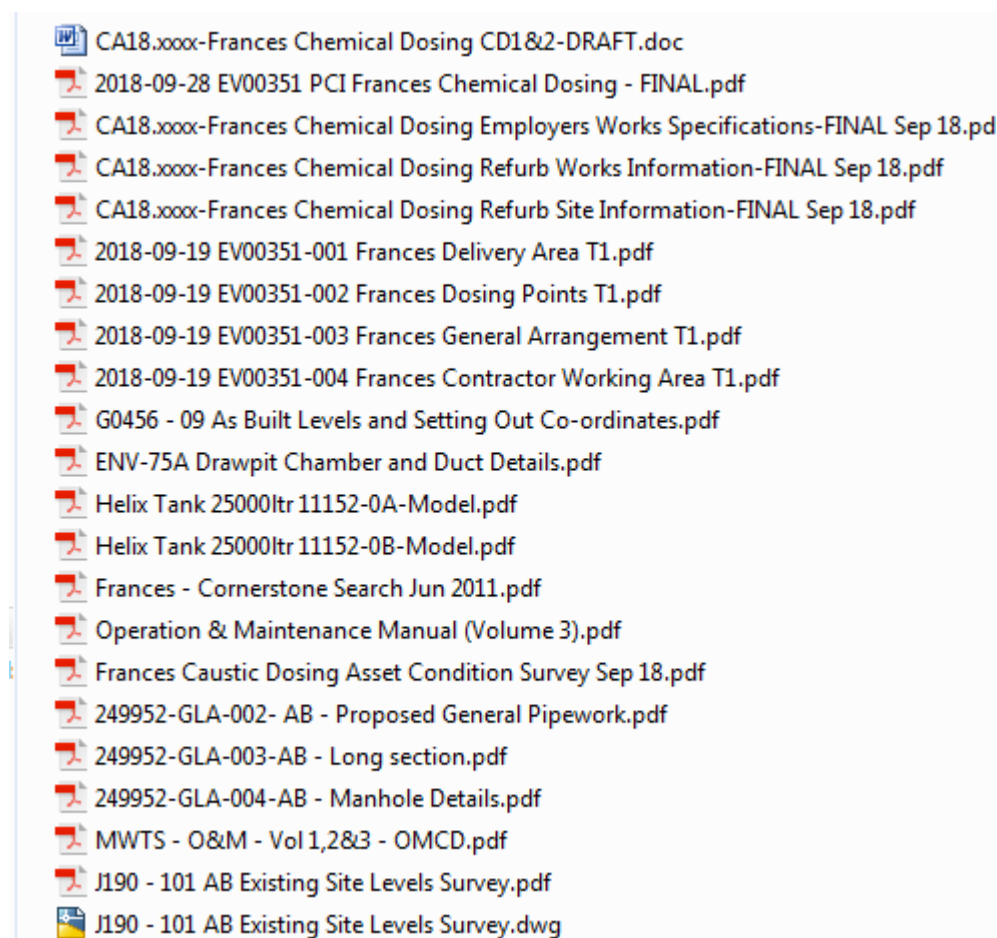 CA18.xxxx-Frances Chemical Dosing CD1&2-DRAFT.doc
2018-09-28 EV00351 PCI Frances Chemical Dosing - FINAL.pdf
CA18.xxxx-Frances Chemical Dosing Employers Works Specifications-FINAL Sep 18.pd
CA18.xxxx-Frances Chemical Dosing Refurb Works Information-FINAL Sep 18.pdf
CA18.xxxx-Frances Chemical Dosing Refurb Site Information-FINAL Sep 18.pdf
2018-09-19 EV00351-001 Frances Delivery Area T1.pdf
2018-09-19 EV00351-002 Frances Dosing Points T1.pdf
2018-09-19 EV00351-003 Frances General Arrangement T1.pdf
2018-09-19 EV00351-004 Frances Contractor Working Area T1.pdf
G0456 - 09 As Built Levels and Setting Out Co-ordinates.pdf
ENV-75A Drawpit Chamber and Duct Details.pdf
Helix Tank 25000ltr 11152-0A-Model.pdf
Helix Tank 25000ltr 11152-0B-Model.pdf
Frances - Cornerstone Search Jun 2011.pdf
Operation & Maintenance Manual (Volume 3).pdf
Frances Caustic Dosing Asset Condition Survey Sep 18.pdf
249952-GLA-002- AB - Proposed General Pipework.pdf
249952-GLA-003-AB - Long section.pdf
249952-GLA-004-AB - Manhole Details.pdf
MWTS - O&M - Vol 1,2&3 - OMCD.pdf
J190 - 101 AB Existing Site Levels Survey.pdf
J190 - 101 AB Existing Site Levels Survey.dwg